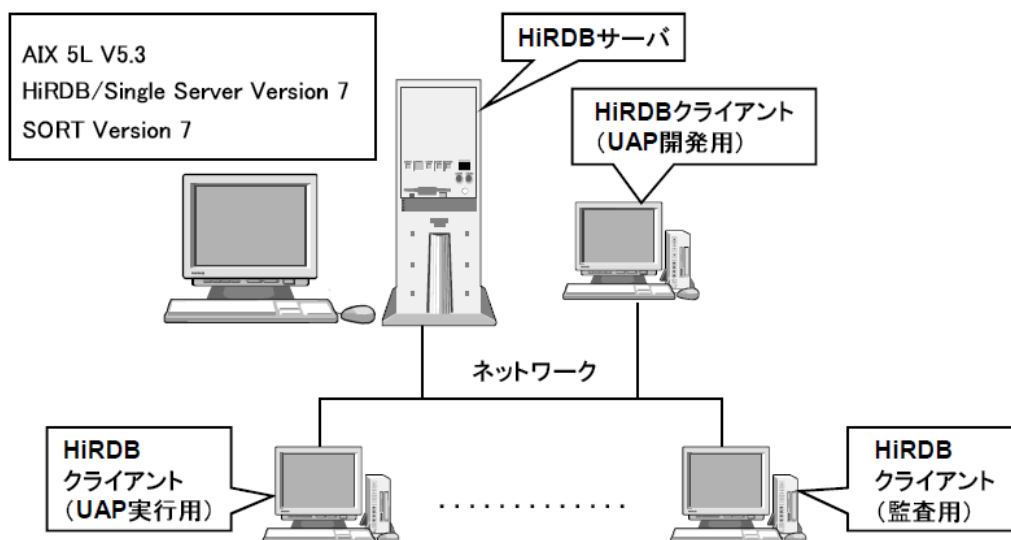 AIX 5L V5.3
HiRDB/Single Server Version 7
SORT Version 7
HiRDBサーバ
HiRDBクライアント
（UAP開発用）
ネットワーク
HiRDB
クライアント
（UAP実行用）
HiRDB
クライアント
（監査用）